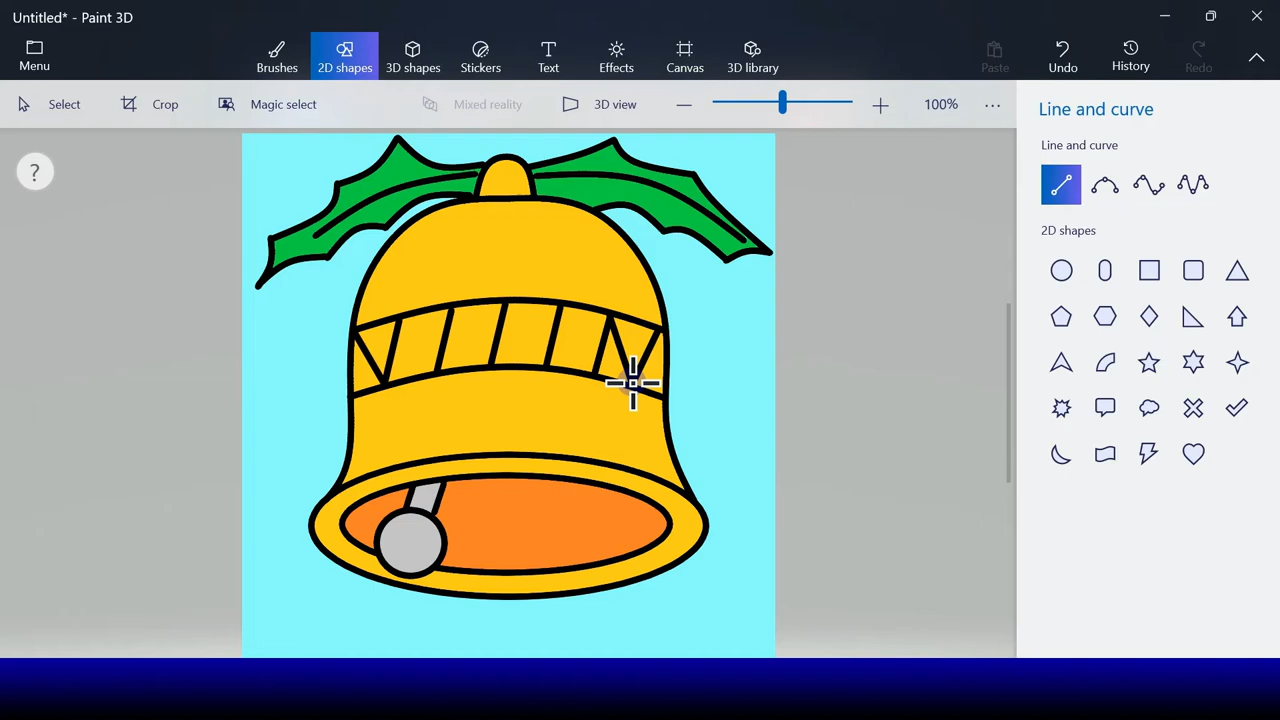 Untitled* - Paint 3D
Menu
Brushes
2D shapes
3D shapes
Stickers
Text
Effects
Canvas
3D library
Paste
Undo
History
Redo
Select
Crop
Magic select
Mixed reality
3D view
100%
Line and curve
Line and curve
2D shapes
?